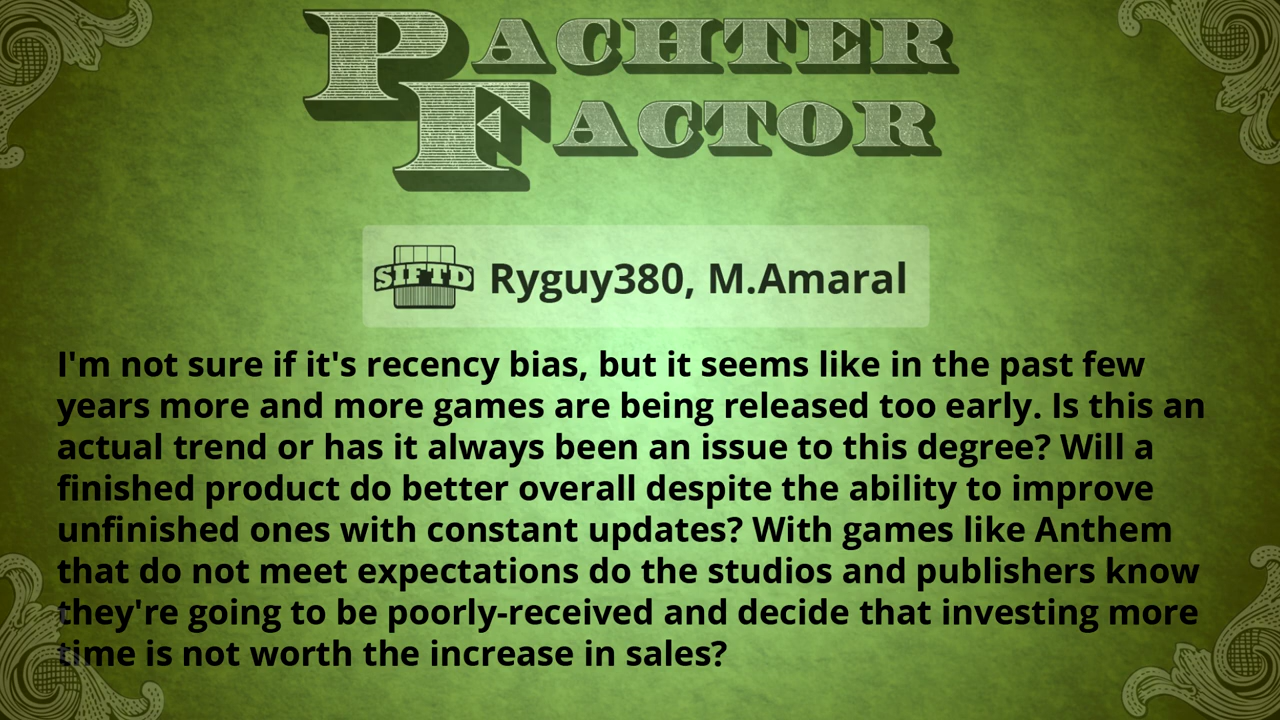 PACHTER
FACTOR
SIFTD Ryguy380, M.Amaral
I'm not sure if it's recency bias, but it seems like in the past few
years more and more games are being released too early. Is this an
actual trend or has it always been an issue to this degree? Will a
finished product do better overall despite the ability to improve
unfinished ones with constant updates? With games like Anthem
that do not meet expectations do the studios and publishers know
they're going to be poorly-received and decide that investing more
time is not worth the increase in sales?